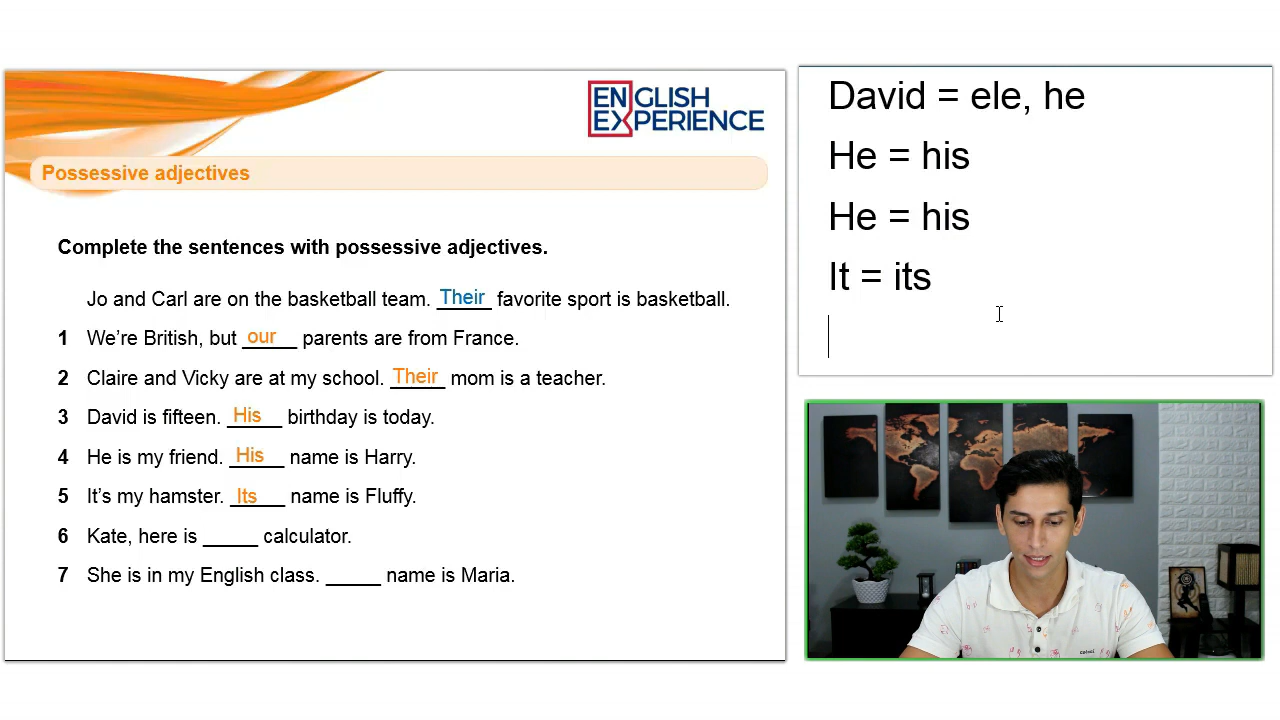 ENGLISH
EXPERIENCE
Possessive adjectives
Complete the sentences with possessive adjectives.
Jo and Carl are on the basketball team. Their favorite sport is basketball.
1 We’re British, but our parents are from France.
2 Claire and Vicky are at my school. Their mom is a teacher.
3 David is fifteen. His birthday is today.
4 He is my friend. His name is Harry.
5 It’s my hamster. Its name is Fluffy.
6 Kate, here is _____ calculator.
7 She is in my English class. _____ name is Maria.
David = ele, he
He = his
He = his
It = its